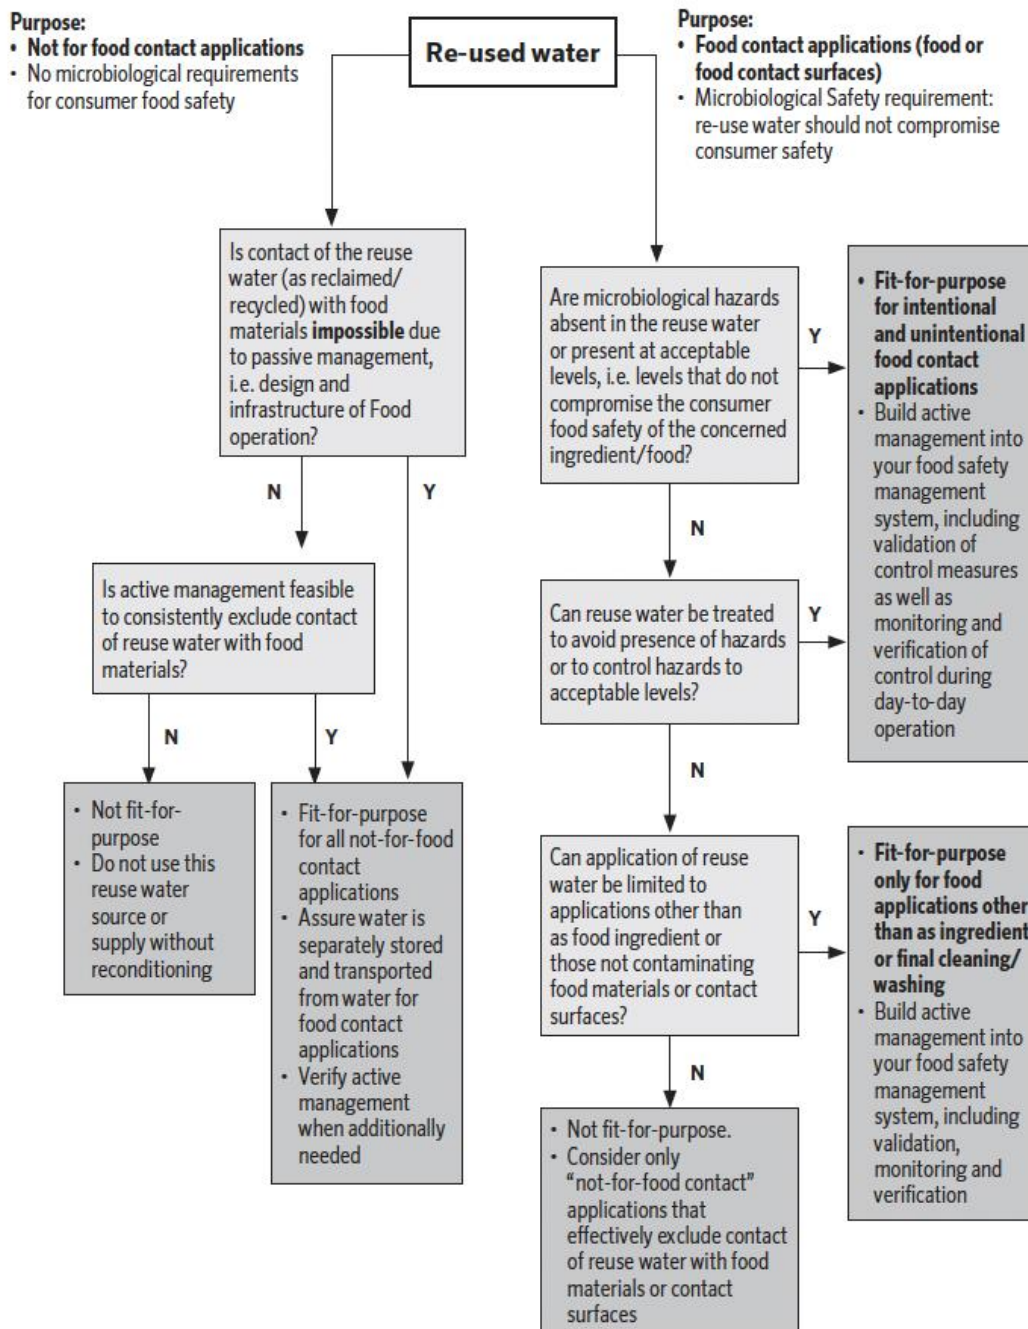 Purpose:
• Not for food contact applications
• No microbiological requirements
for consumer food safety
Re-used water
Purpose:
• Food contact applications (food or
food contact surfaces)
• Microbiological Safety requirement:
re-use water should not compromise
consumer safety
Is contact of the reuse
water (as reclaimed/
recycled) with food
materials impossible due
to passive management,
i.e. design and
infrastructure of Food
operation?
N
Y
Is active management feasible
to consistently exclude contact
of reuse water with food
materials?
N
Y
• Not fit-for-
purpose
• Do not use this
reuse water
source or
supply without
reconditioning
• Fit-for-purpose
for all not-for-food
contact
applications
• Assure water is
separately stored
and transported
from water for
food contact
applications
• Verify active
management
when additionally
needed
Are microbiological hazards
absent in the reuse water
or present at acceptable
levels, i.e. levels that do not
compromise the consumer
food safety of the concerned
ingredient/food?
Y
N
• Fit-for-purpose
for intentional
and unintentional
food contact
applications
• Build active
management into
your food safety
management
system, including
validation of
control measures
as well as
monitoring and
verification of
control during
day-to-day
operation
Can reuse water be treated
to avoid presence of hazards
or to control hazards to
acceptable levels?
Y
N
Can application of reuse
water be limited to
applications other than
as food ingredient or
those not contaminating
food materials or contact
surfaces?
Y
N
• Fit-for-purpose
only for food
applications other
than as ingredient
or final cleaning/
washing
• Build active
management into
your food safety
management
system, including
validation,
monitoring and
verification
• Not fit-for-purpose.
• Consider only
“not-for-food contact”
applications that
effectively exclude contact
of reuse water with food
materials or contact
surfaces